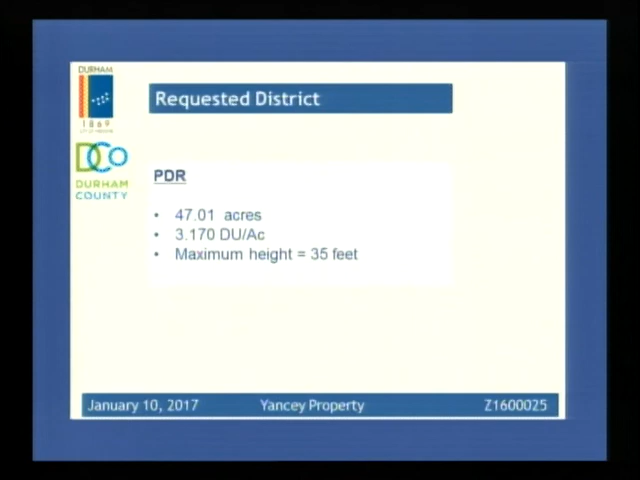 DURHAM
Requested District
1869
DCo
DURHAM
COUNTY
PDR
• 47.01 acres
• 3.170 DU/Ac
• Maximum height = 35 feet
January 10, 2017 Yancey Property Z1600025